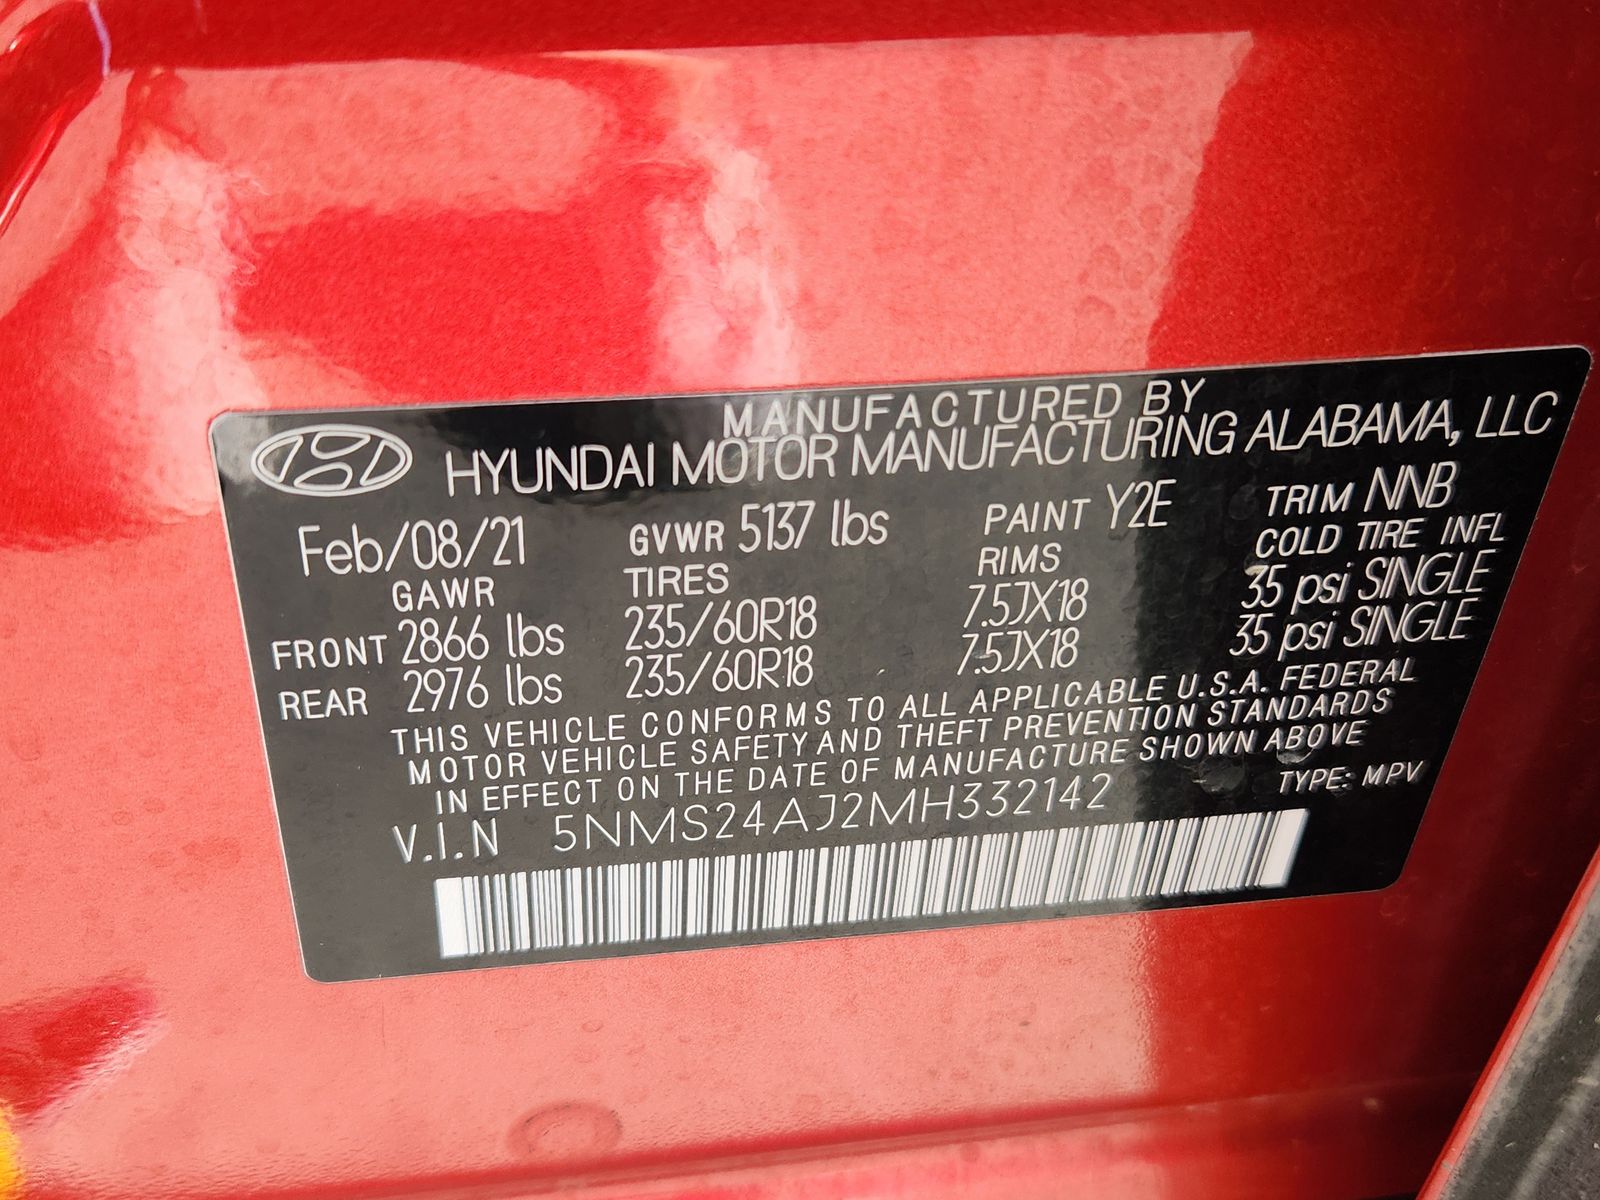 MANUFACTURED BY
HYUNDAI MOTOR MANUFACTURING ALABAMA, LLC
Feb/08/21 GVWR 5137 lbs PAINT Y2E TRIM NNB
GAWR TIRES RIMS COLD TIRE INFL
FRONT 2866 lbs 235/60R18 7.5JX18 35 psi SINGLE
REAR 2976 lbs 235/60R18 7.5JX18 35 psi SINGLE
THIS VEHICLE CONFORMS TO ALL APPLICABLE U.S.A. FEDERAL
MOTOR VEHICLE SAFETY AND THEFT PREVENTION STANDARDS
IN EFFECT ON THE DATE OF MANUFACTURE SHOWN ABOVE
V.I.N 5NMS24AJ2MH332142 TYPE: MPV